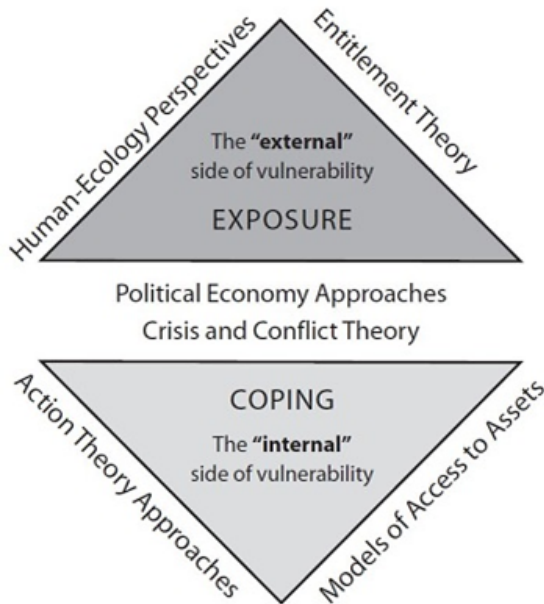 Human-Ecology Perspectives
Entitlement Theory
The "external"
side of vulnerability
EXPOSURE
Political Economy Approaches
Crisis and Conflict Theory
Action Theory Approaches
COPING
The "internal"
side of vulnerability
Models of Access to Assets